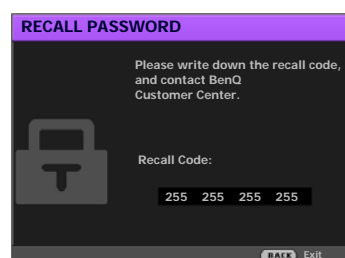 RECALL PASSWORD
Please write down the recall code,
and contact BenQ
Customer Center.
Recall Code:
255 255 255 255
BACK Exit